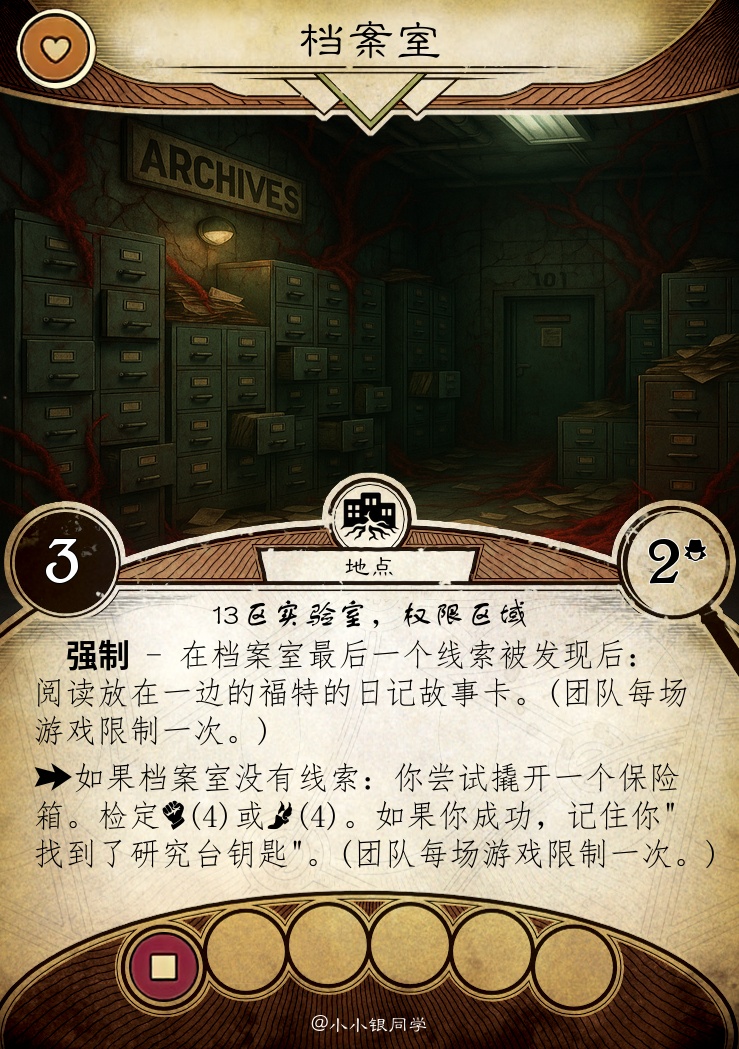 档案室
ARCHIVES
101
3
2
地点
13区实验室，权限区域
强制 - 在档案室最后一个线索被发现后：
阅读放在一边的福特的日记故事卡。(团队每场
游戏限制一次。)
如果档案室没有线索：你尝试撬开一个保险
箱。检定(4)或(4)。如果你成功，记住你"
找到了研究台钥匙"。(团队每场游戏限制一次。)
@小小银同学